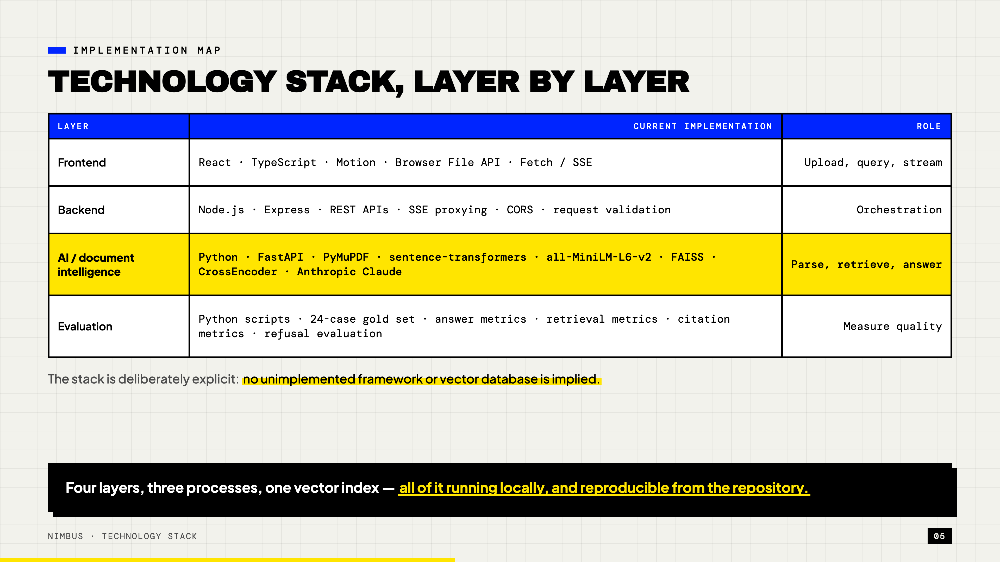 IMPLEMENTATION MAP
TECHNOLOGY STACK, LAYER BY LAYER
LAYER
CURRENT IMPLEMENTATION
ROLE
Frontend
React · TypeScript · Motion · Browser File API · Fetch / SSE
Upload, query, stream
Backend
Node.js · Express · REST APIs · SSE proxying · CORS · request validation
Orchestration
AI / document
intelligence
Python · FastAPI · PyMuPDF · sentence-transformers · all-MiniLM-L6-v2 · FAISS ·
CrossEncoder · Anthropic Claude
Parse, retrieve, answer
Evaluation
Python scripts · 24-case gold set · answer metrics · retrieval metrics · citation
metrics · refusal evaluation
Measure quality
The stack is deliberately explicit: no unimplemented framework or vector database is implied.
Four layers, three processes, one vector index — all of it running locally, and reproducible from the repository.
NIMBUS · TECHNOLOGY STACK
05